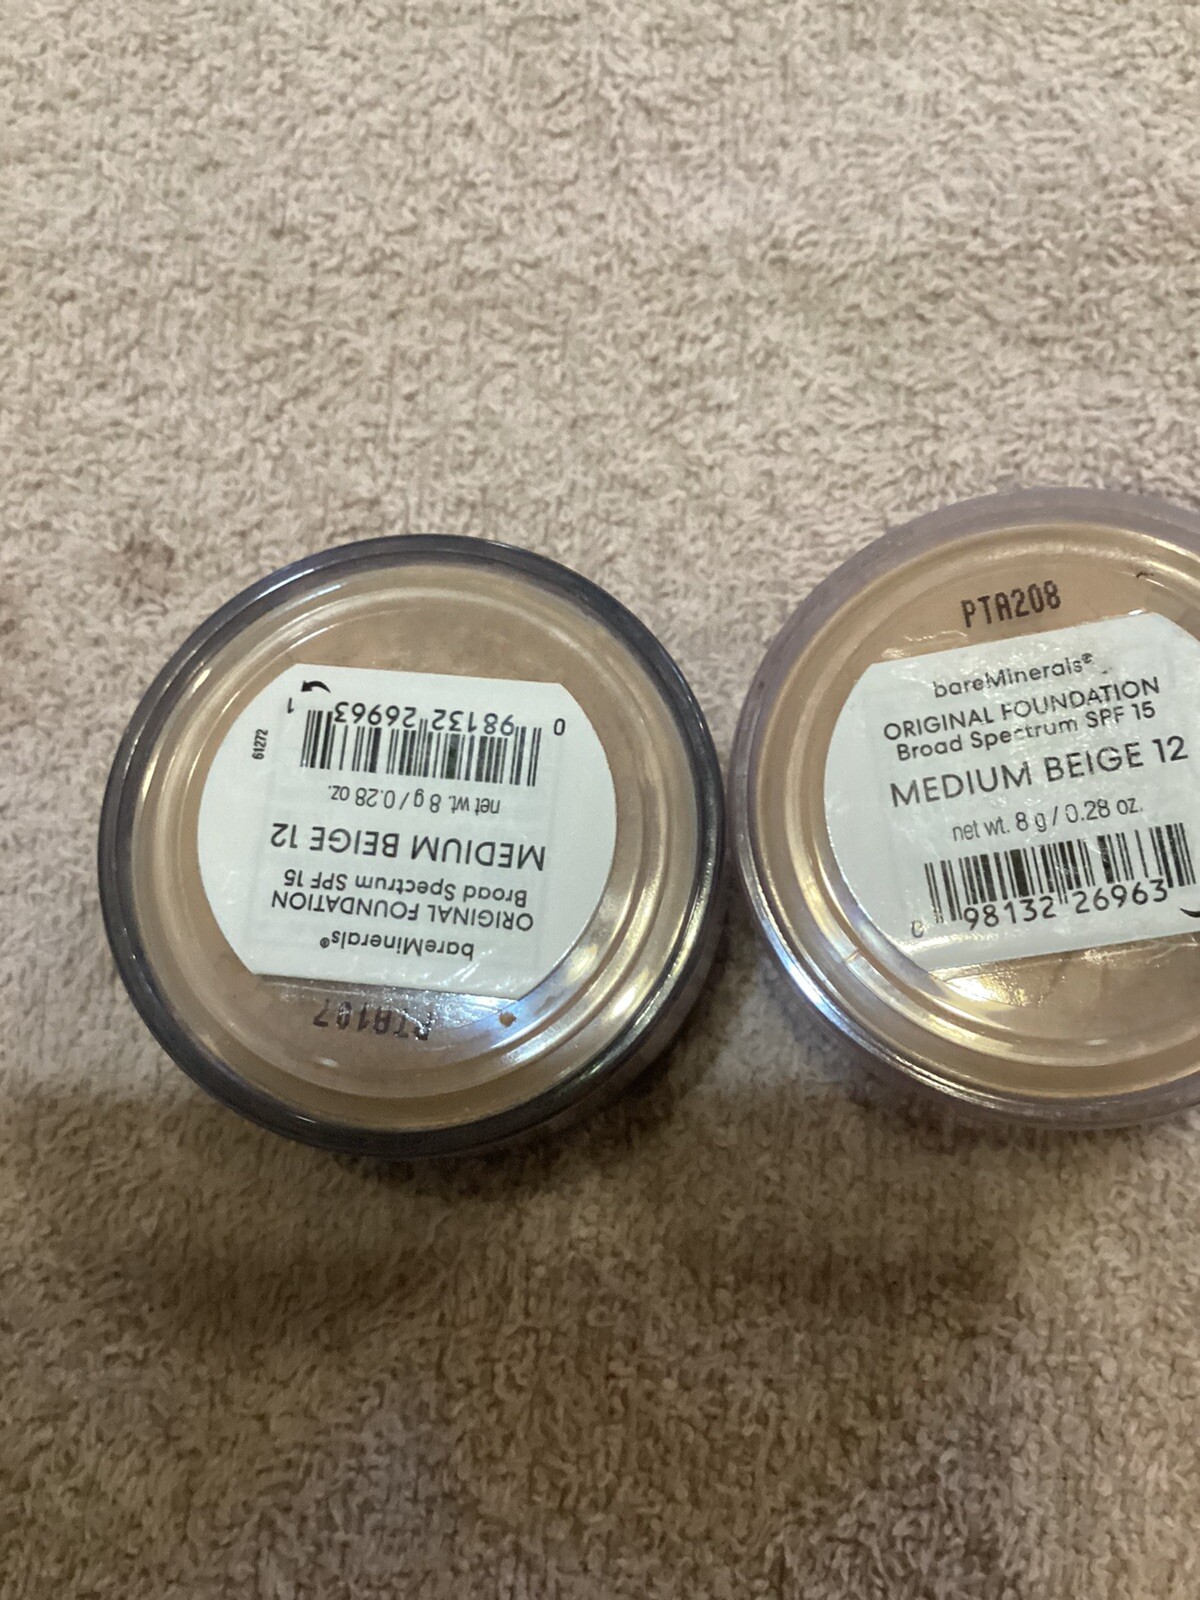 bareMinerals®
ORIGINAL FOUNDATION
Broad Spectrum SPF 15
MEDIUM BEIGE 12
net wt. 8 g / 0.28 oz.
0 98132 26963 1
61272
PTA107
PTA208
bareMinerals®
ORIGINAL FOUNDATION
Broad Spectrum SPF 15
MEDIUM BEIGE 12
net wt. 8 g / 0.28 oz.
0 98132 26963